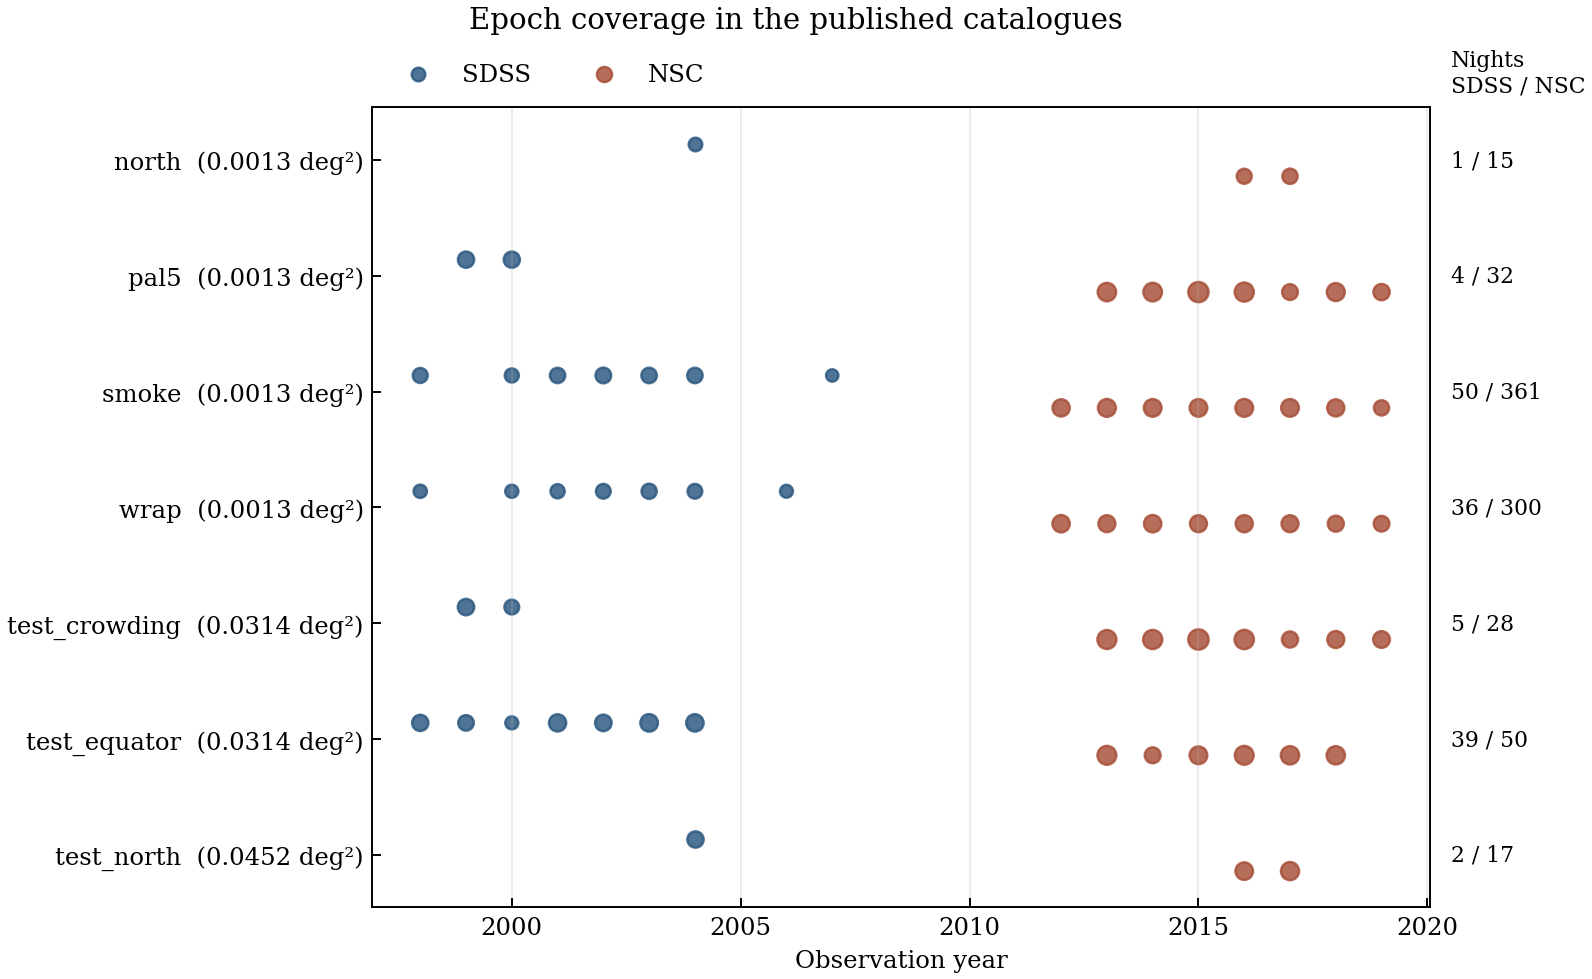 Epoch coverage in the published catalogues
SDSS
NSC
Nights
SDSS / NSC
north (0.0013 deg²)
1 / 15
pal5 (0.0013 deg²)
4 / 32
smoke (0.0013 deg²)
50 / 361
wrap (0.0013 deg²)
36 / 300
test_crowding (0.0314 deg²)
5 / 28
test_equator (0.0314 deg²)
39 / 50
test_north (0.0452 deg²)
2 / 17
2000
2005
2010
2015
2020
Observation year